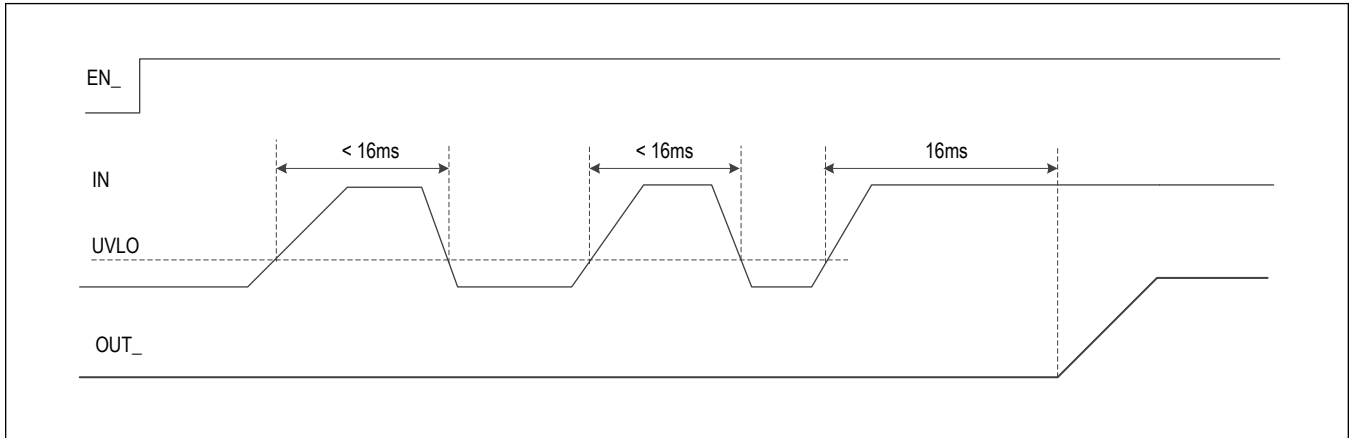 EN_
< 16ms
< 16ms
16ms
IN
UVLO
OUT_